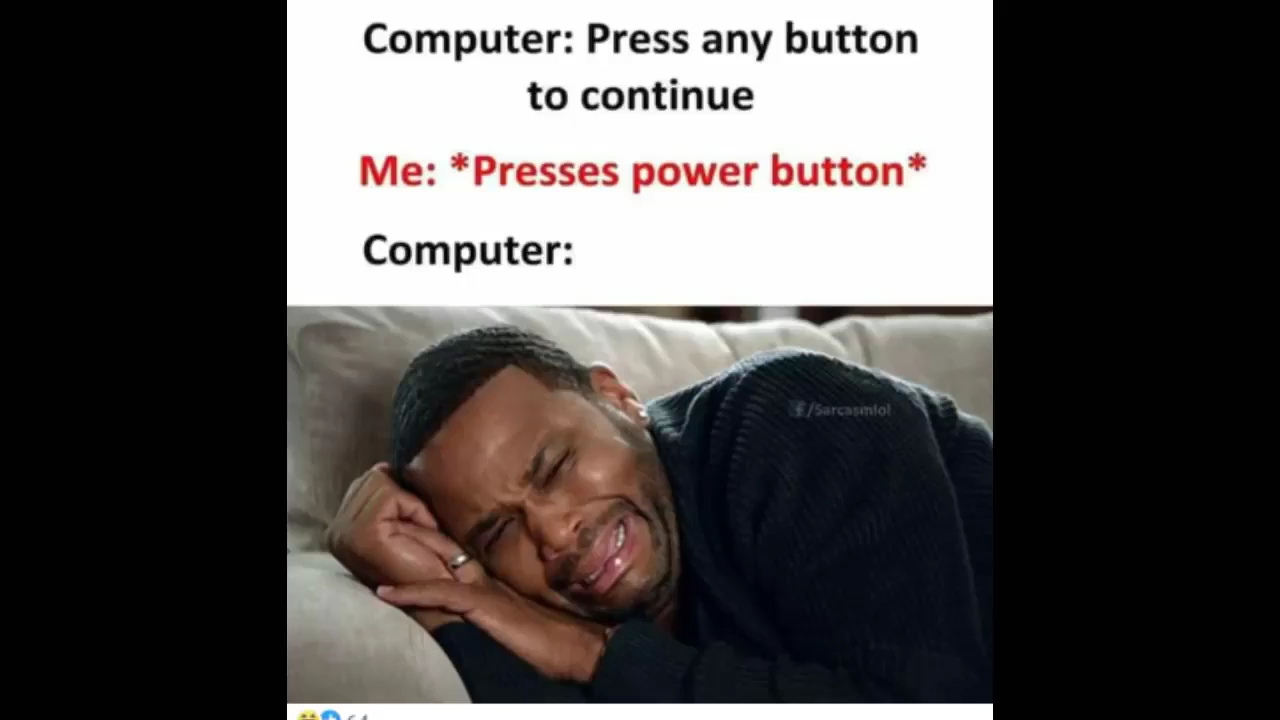 Computer: Press any button
to continue
Me: *Presses power button*
Computer:
f/Sarcasmlol